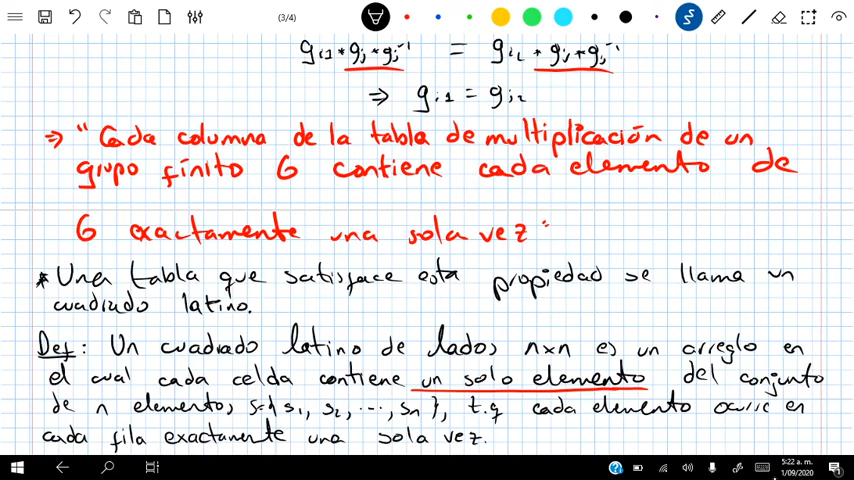 (3/4)
gi1 * gj * gj⁻¹ = gi2 * gj * gj⁻¹
⇒ gi1 = gi2
⇒ "Cada columna de la tabla de multiplicación de un
grupo finito G contiene cada elemento de
G exactamente una sola vez"
* Una tabla que satisface esta propiedad se llama un
cuadrado latino.
Def: Un cuadrado latino de lados n×n es un arreglo en
el cual cada celda contiene un solo elemento del conjunto
de n elementos, S={s1, s2, ..., sn}, t.q cada elemento ocurre en
cada fila exactamente una sola vez.
5:22 a. m.
1/09/2020